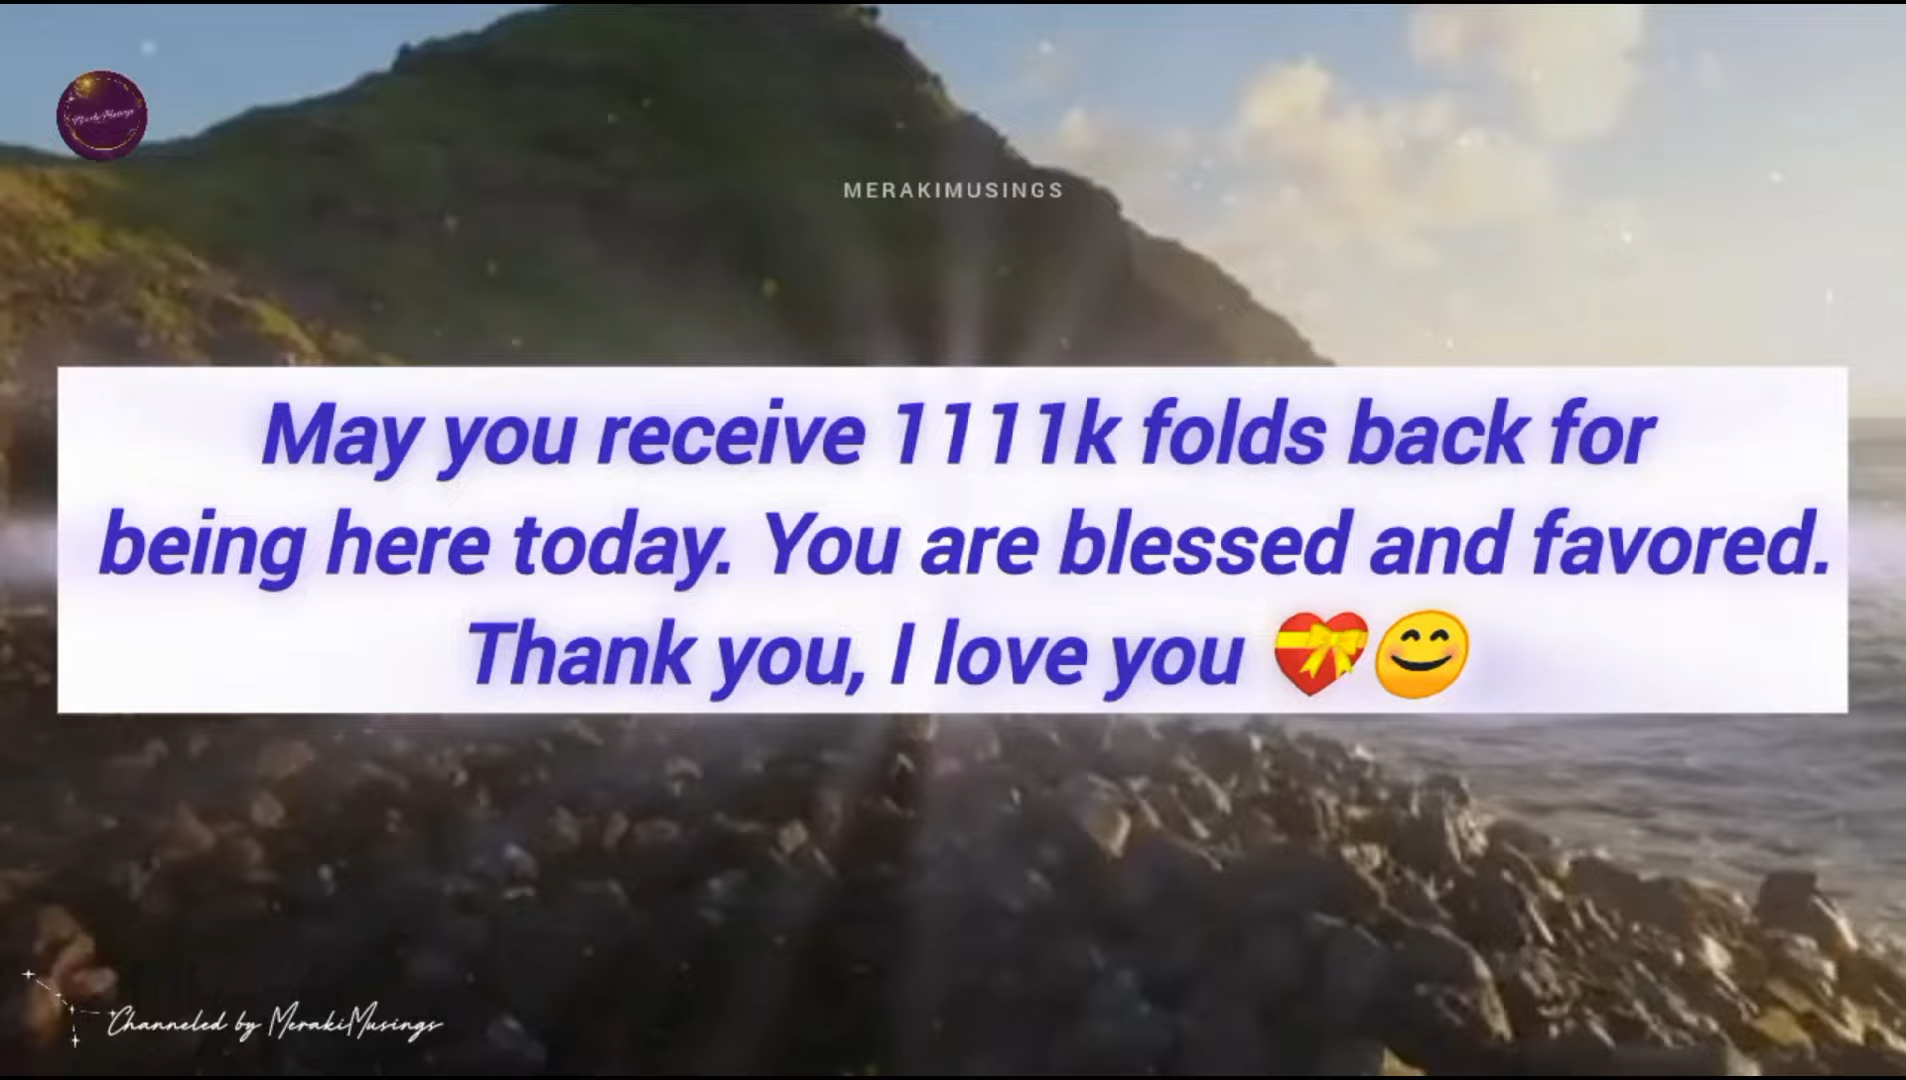 MerakiMusings
MERAKIMUSINGS
May you receive 1111k folds back for
being here today. You are blessed and favored.
Thank you, I love you 💝😊
Channeled by MerakiMusings